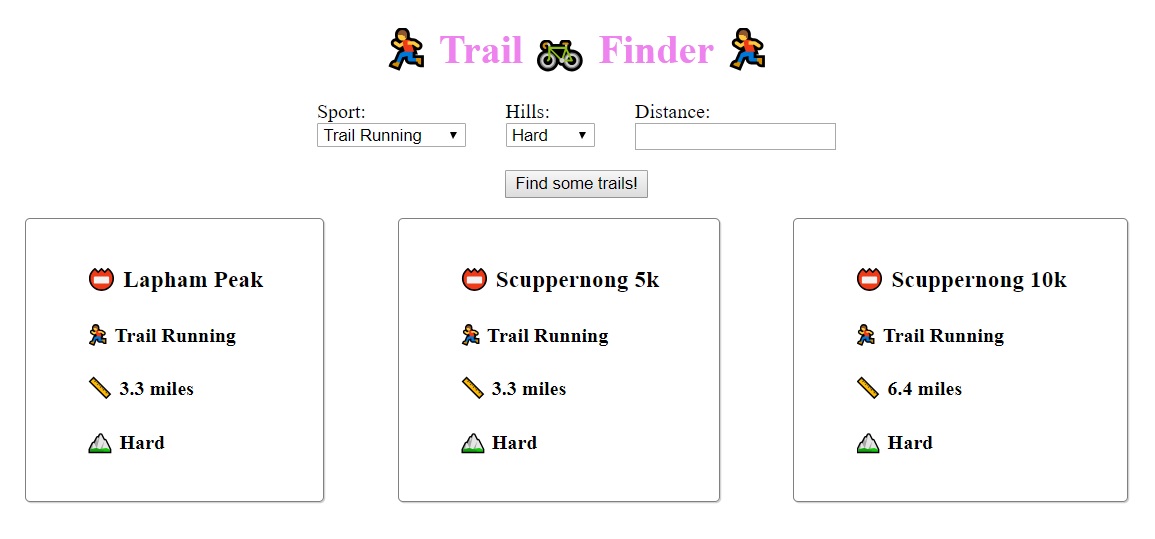 Trail Finder
Sport: Hills: Distance:
Trail Running Hard
Find some trails!
Lapham Peak
Trail Running
3.3 miles
Hard
Scuppernong 5k
Trail Running
3.3 miles
Hard
Scuppernong 10k
Trail Running
6.4 miles
Hard